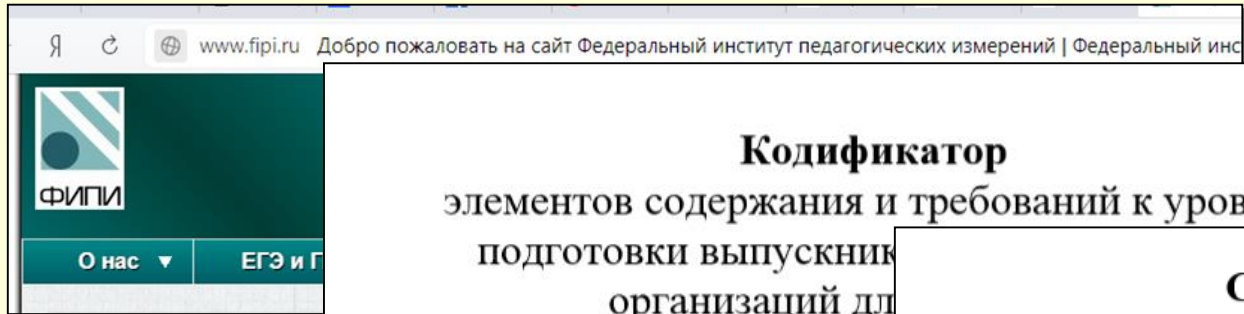 Я www.fipi.ru Добро пожаловать на сайт Федеральный институт педагогических измерений | Федеральный инс
ФИПИ
О нас ▼ ЕГЭ и Г
Кодификатор
элементов содержания и требований к уров
подготовки выпускник
организаций дл